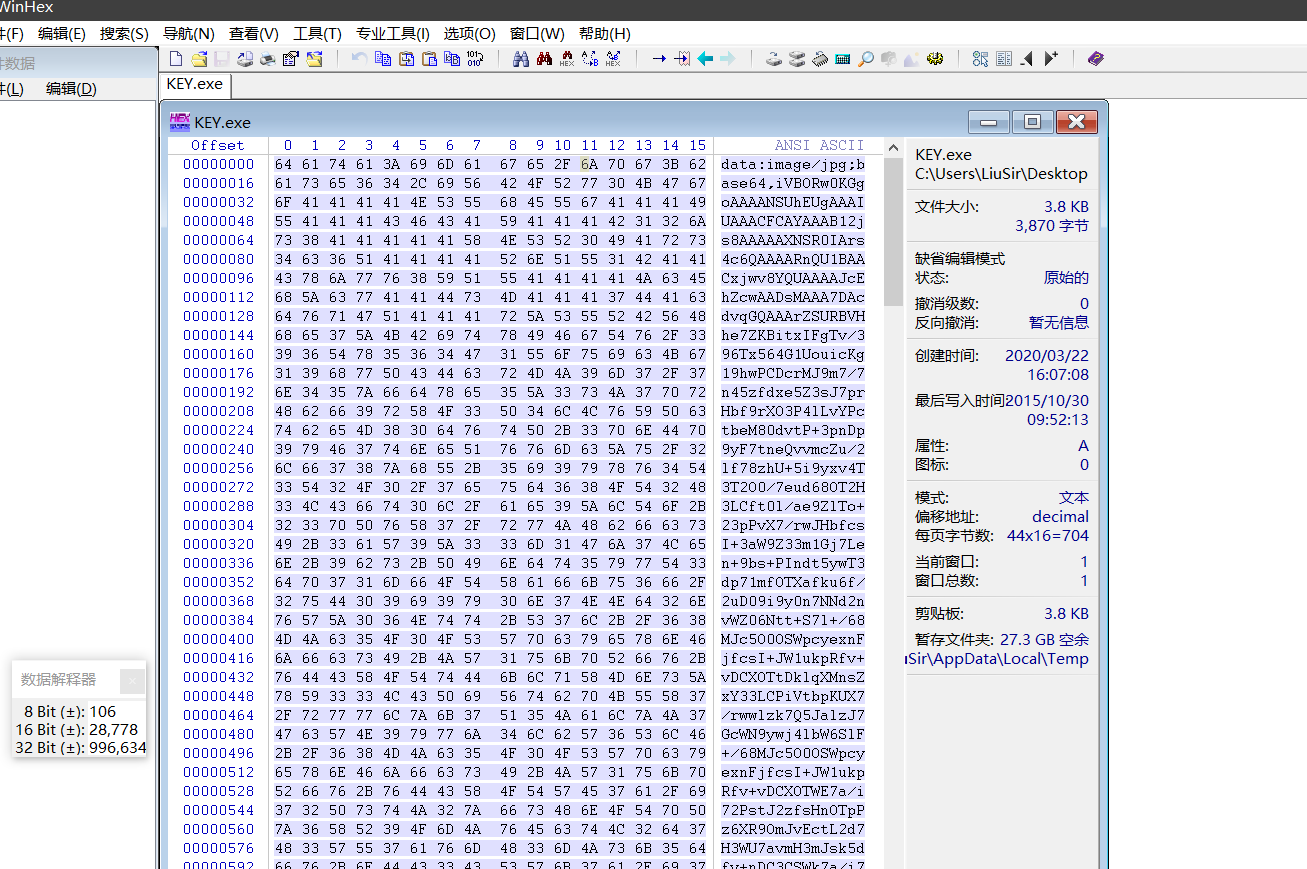 WinHex
件(F) 编辑(E) 搜索(S) 导航(N) 查看(V) 工具(T) 专业工具(I) 选项(O) 窗口(W) 帮助(H)
件数据
件(L) 编辑(D)
KEY.exe
KEY.exe
Offset 0 1 2 3 4 5 6 7 8 9 10 11 12 13 14 15 ANSI ASCII
00000000 64 61 74 61 3A 69 6D 61 67 65 2F 6A 70 67 3B 62 data:image/jpg;b
00000016 61 73 65 36 34 2C 69 56 42 4F 52 77 30 4B 47 67 ase64,iVBORw0KGg
00000032 6F 41 41 41 41 4E 53 55 68 45 55 67 41 41 41 49 oAAAANSUhEUgAAAI
00000048 55 41 41 41 43 46 43 41 59 41 41 41 42 31 32 6A UAAACFCAYAAAB12j
00000064 73 38 41 41 41 41 41 58 4E 53 52 30 49 41 72 73 s8AAAAAXNSR0IArs
00000080 34 63 36 51 41 41 41 41 52 6E 51 55 31 42 41 41 4c6QAAAARnQU1BAA
00000096 43 78 6A 77 76 38 59 51 55 41 41 41 41 4A 63 45 Cxjwv8YQUAAAAJcE
00000112 68 5A 63 77 41 41 44 73 4D 41 41 41 37 44 41 63 hZcwAADsMAAA7DAc
00000128 64 76 71 47 51 41 41 41 72 5A 53 55 52 42 56 48 dvqGQAAArZSURBVH
00000144 68 65 37 5A 4B 42 69 74 78 49 46 67 54 76 2F 33 he7ZKBitxIFgTv/3
00000160 39 36 54 78 35 36 34 47 31 55 6F 75 69 63 4B 67 96Tx564G1UouicKg
00000176 31 39 68 77 50 43 44 63 72 4D 4A 39 6D 37 2F 37 19hwPCDcrMJ9m7/7
00000192 6E 34 35 7A 66 64 78 65 35 5A 33 73 4A 37 70 72 n45zfdxe5Z3sJ7pr
00000208 48 62 66 39 72 58 4F 33 50 34 6C 4C 76 59 50 63 Hbf9rXO3P4lLvYPc
00000224 74 62 65 4D 38 30 64 76 74 50 2B 33 70 6E 44 70 tbeM80dvtP+3pnDp
00000240 39 79 46 37 74 6E 65 51 76 76 6D 63 5A 75 2F 32 9yF7tneQvvmcZu/2
00000256 6C 66 37 38 7A 68 55 2B 35 69 39 79 78 76 34 54 lf78zhU+5i9yxv4T
00000272 33 54 32 4F 30 2F 37 65 75 64 36 38 4F 54 32 48 3T2O0/7eud68OT2H
00000288 33 4C 43 66 74 30 6C 2F 61 65 39 5A 6C 54 6F 2B 3LCft0l/ae9ZlTo+
00000304 32 33 70 50 76 58 37 2F 72 77 4A 48 62 66 63 73 23pPvX7/rwJHbfcs
00000320 49 2B 33 61 57 39 5A 33 33 6D 31 47 6A 37 4C 65 I+3aW9Z33m1Gj7Le
00000336 6E 2B 39 62 73 2B 50 49 6E 64 74 35 79 77 54 33 n+9bs+PIndt5ywT3
00000352 64 70 37 31 6D 66 4F 54 58 61 66 6B 75 36 66 2F dp71mfOTXafku6f/
00000368 32 75 44 30 39 69 39 79 30 6E 37 4E 4E 64 32 6E 2uD09i9y0n7NNd2n
00000384 76 57 5A 30 36 4E 74 74 2B 53 37 6C 2B 2F 36 38 vWZ06Ntt+S7l+/68
00000400 4D 4A 63 35 4F 30 4F 53 57 70 63 79 65 78 6E 46 MJc5O0OSWpcyexnF
00000416 6A 66 63 73 49 2B 4A 57 31 75 6B 70 52 66 76 2B jfcsI+JW1ukpRfv+
00000432 76 44 43 58 4F 54 74 44 6B 6C 71 58 4D 6E 73 5A vDCXOTtDklqXMnsZ
00000448 78 59 33 33 4C 43 50 69 56 74 62 70 4B 55 58 37 xY33LCPiVtbpKUX7
00000464 2F 72 77 77 6C 7A 6B 37 51 35 4A 61 6C 7A 4A 37 /rwwlzk7Q5JalzJ7
00000480 47 63 57 4E 39 79 77 6A 34 6C 62 57 36 53 6C 46 GcWN9ywj4lbW6SlF
00000496 2B 2F 36 38 4D 4A 63 35 4F 30 4F 53 57 70 63 79 +/68MJc5O0OSWpcy
00000512 65 78 6E 46 6A 66 63 73 49 2B 4A 57 31 75 6B 70 exnFjfcsI+JW1ukp
00000528 52 66 76 2B 76 44 43 58 4F 54 57 45 37 61 2F 69 Rfv+vDCXOTWE7a/i
00000544 37 32 50 73 74 4A 32 7A 66 73 48 6E 4F 54 70 50 72PstJ2zfsHnOTpP
00000560 7A 36 58 52 39 4F 6D 4A 76 45 63 74 4C 32 64 37 z6XR9OmJvEctL2d7
00000576 48 33 57 55 37 61 76 6D 48 33 6D 4A 73 6B 35 64 H3WU7avmH3mJsk5d
00000592 66 76 2B 6E 44 43 33 43 53 57 6B 37 61 2F 69 37 fv+nDC3CSWk7a/i7
KEY.exe
C:\Users\LiuSir\Desktop
文件大小: 3.8 KB
3,870 字节
缺省编辑模式
状态: 原始的
撤消级数: 0
反向撤消: 暂无信息
创建时间: 2020/03/22
16:07:08
最后写入时间2015/10/30
09:52:13
属性: A
图标: 0
模式: 文本
偏移地址: decimal
每页字节数: 44x16=704
当前窗口: 1
窗口总数: 1
剪贴板: 3.8 KB
暂存文件夹: 27.3 GB 空余
uSir\AppData\Local\Temp
数据解释器
8 Bit (±): 106
16 Bit (±): 28,778
32 Bit (±): 996,634